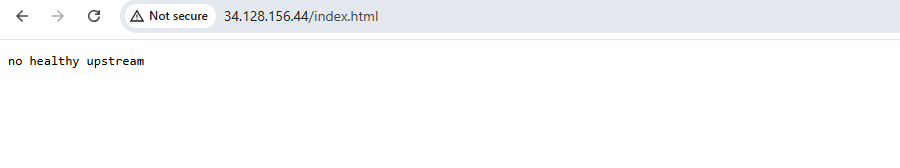 Not secure 34.128.156.44/index.html
no healthy upstream